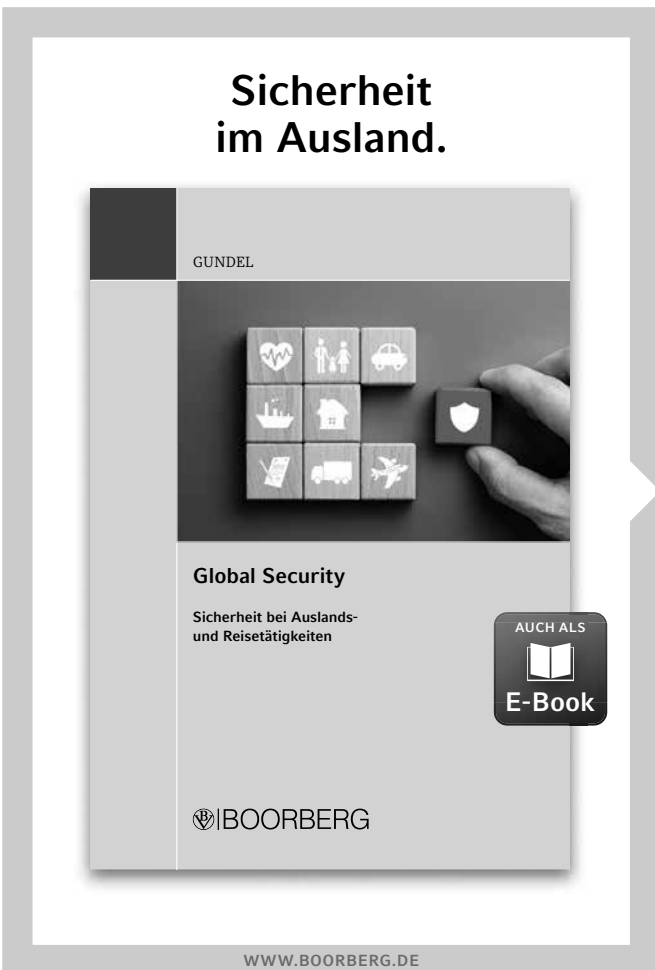 Sicherheit
im Ausland.
GUNDEL
Global Security
Sicherheit bei Auslands-
und Reisetätigkeiten
AUCH ALS
E-Book
BOORBERG
WWW.BOORBERG.DE